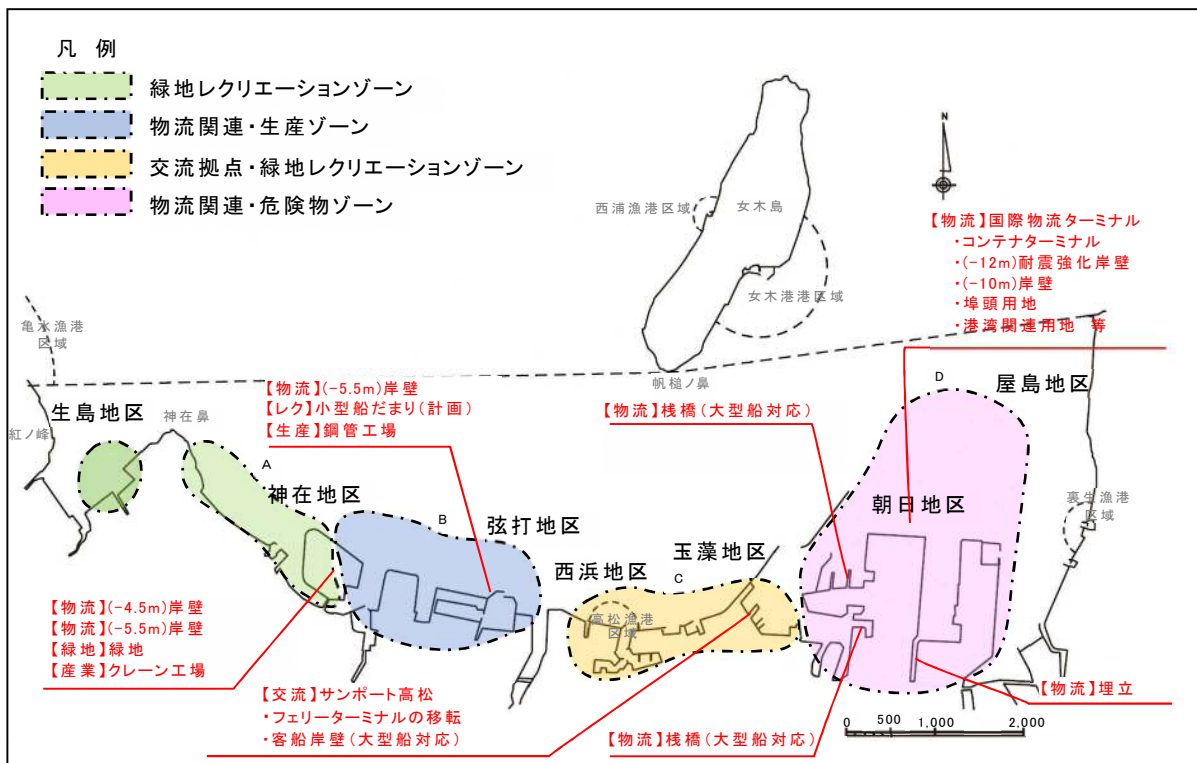 凡 例
緑地レクリエーションゾーン
物流関連・生産ゾーン
交流拠点・緑地レクリエーションゾーン
物流関連・危険物ゾーン
N
西浦漁港区域
女木島
女木港港区域
帆槌ノ鼻
【物流】国際物流ターミナル
・コンテナターミナル
・(-12m)耐震強化岸壁
・(-10m)岸壁
・埠頭用地
・港湾関連用地 等
亀水漁港
区域
生島地区
神在鼻
紅ノ峰
【物流】(-5.5m)岸壁
【レク】小型船だまり(計画)
【生産】鋼管工場
【物流】桟橋(大型船対応)
D
屋島地区
A
神在地区
B
弦打地区
西浜地区
C
玉藻地区
朝日地区
裏生漁港
区域
高松漁港
区域
【物流】(-4.5m)岸壁
【物流】(-5.5m)岸壁
【緑地】緑地
【産業】クレーン工場
【交流】サンポート高松
・フェリーターミナルの移転
・客船岸壁(大型船対応)
【物流】桟橋(大型船対応)
【物流】埋立
0 500 1,000 2,000